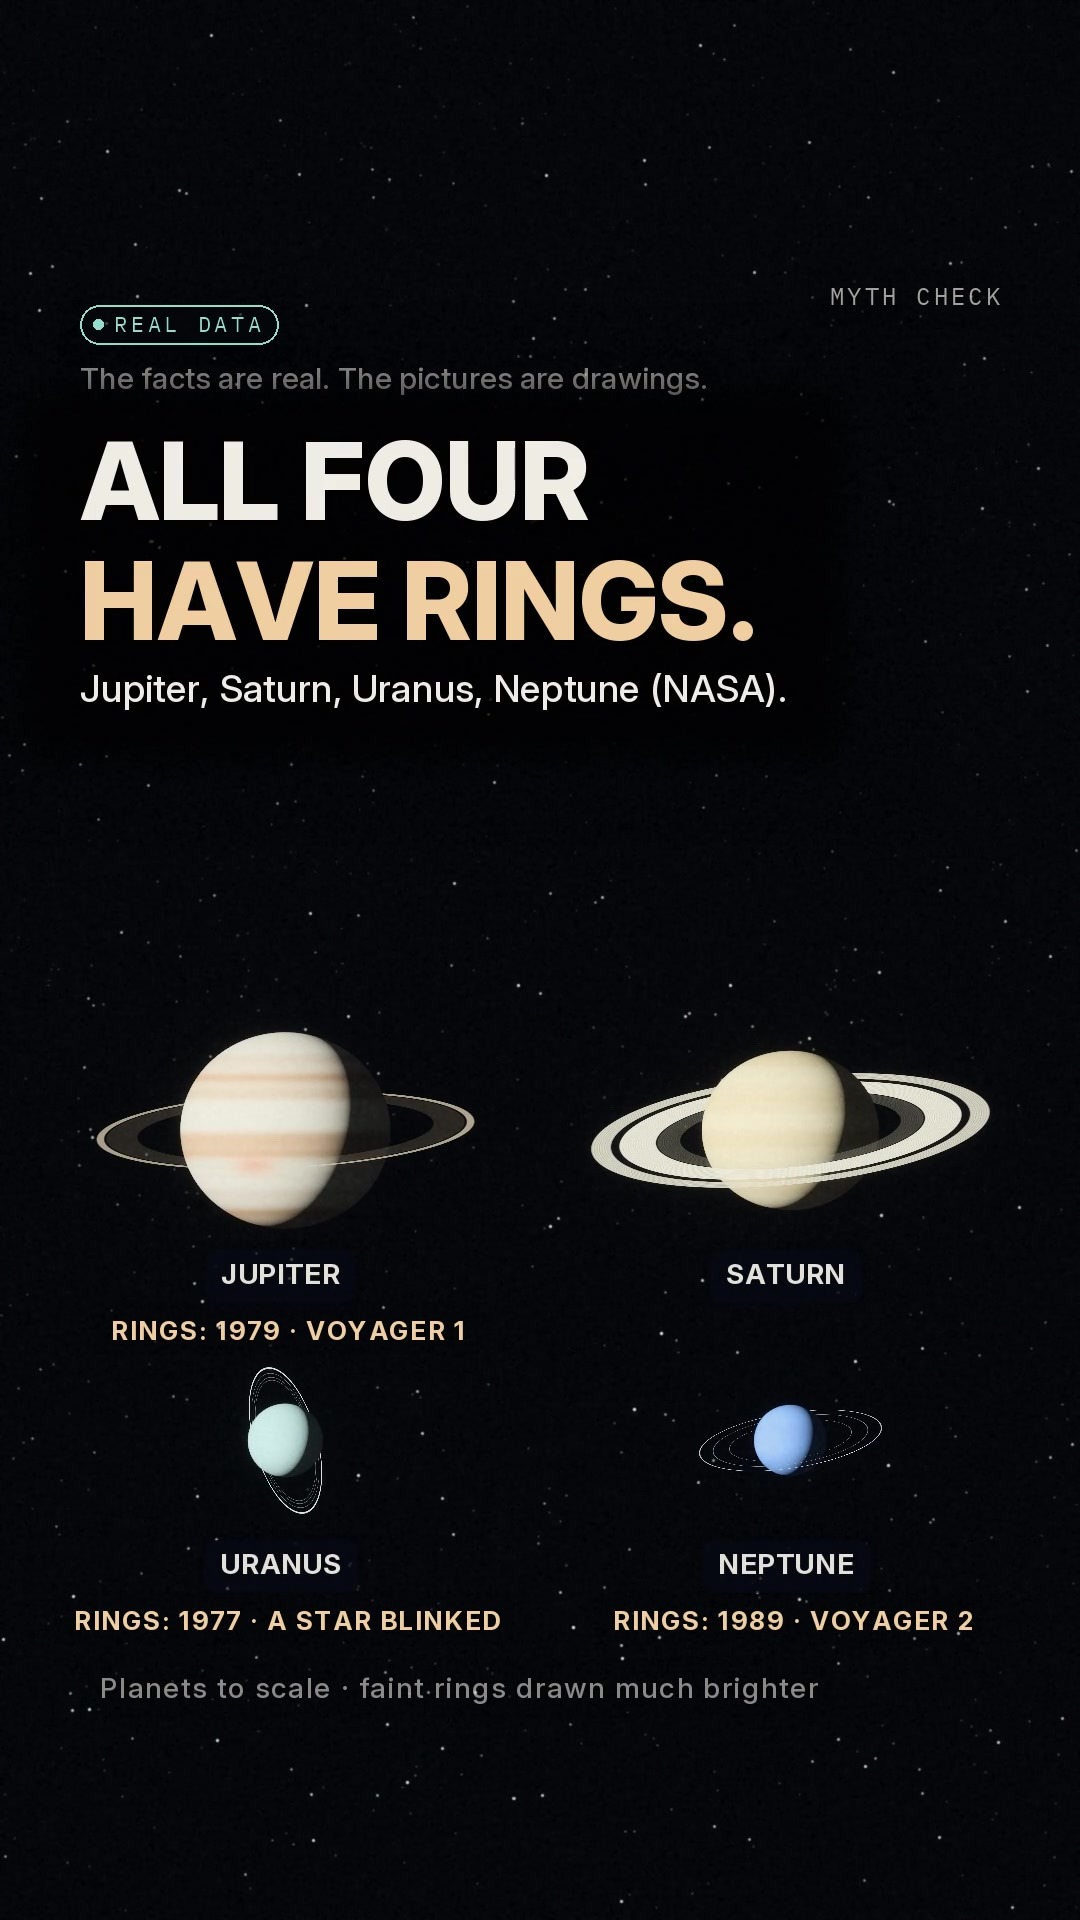 MYTH CHECK
REAL DATA
The facts are real. The pictures are drawings.
ALL FOUR
HAVE RINGS.
Jupiter, Saturn, Uranus, Neptune (NASA).
JUPITER
SATURN
RINGS: 1979 · VOYAGER 1
URANUS
NEPTUNE
RINGS: 1977 · A STAR BLINKED
RINGS: 1989 · VOYAGER 2
Planets to scale · faint rings drawn much brighter